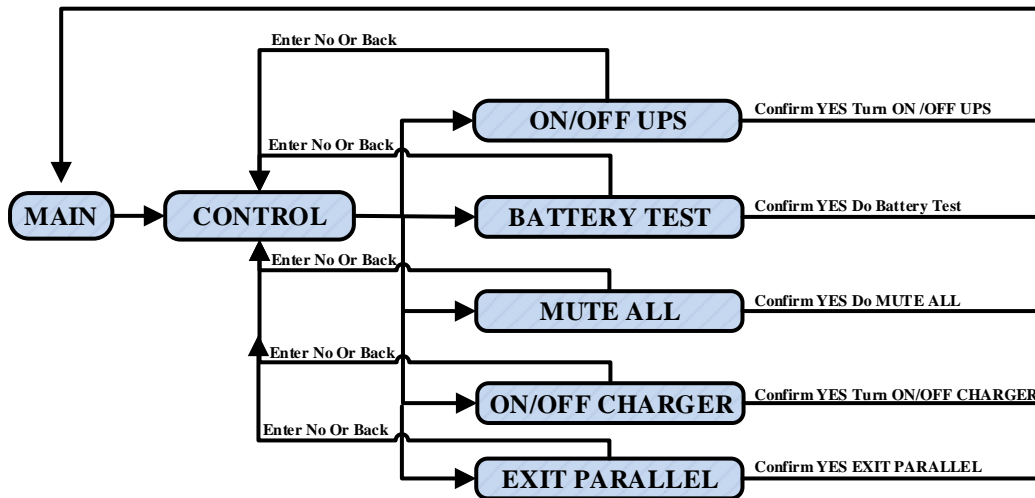 Enter No Or Back
ON/OFF UPS
Confirm YES Turn ON /OFF UPS
Enter No Or Back
MAIN
CONTROL
BATTERY TEST
Confirm YES Do Battery Test
Enter No Or Back
MUTE ALL
Confirm YES Do MUTE ALL
Enter No Or Back
ON/OFF CHARGER
Confirm YES Turn ON/OFF CHARGER
Enter No Or Back
EXIT PARALLEL
Confirm YES EXIT PARALLEL